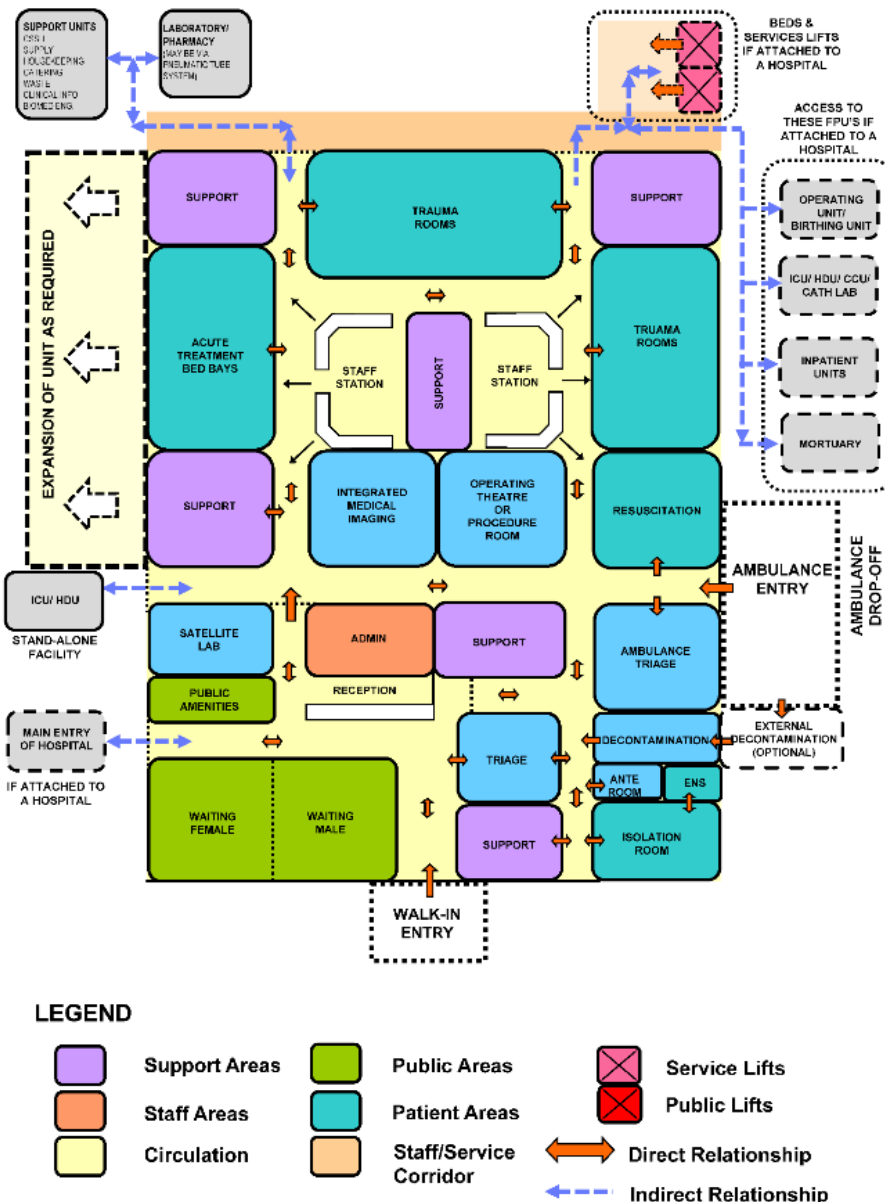 SUPPORT UNITS
SUPPLY
HOUSEKEEPING
CATERING
WASTE
CLINICAL INFO
BIOMED ENG.
LABORATORY/
PHARMACY
(MAY BE VIA
PNEUMATIC TUBE
SYSTEM)
BEDS &
SERVICES LIFTS
IF ATTACHED TO
A HOSPITAL
ACCESS TO
THESE FPU'S IF
ATTACHED TO A
HOSPITAL
OPERATING
UNIT/
BIRTHING UNIT
ICU/ HDU/ CCU/
CATH LAB
INPATIENT
UNITS
MORTUARY
EXPANSION OF UNIT AS REQUIRED
SUPPORT
TRAUMA
ROOMS
SUPPORT
ACUTE
TREATMENT
BED BAYS
STAFF
STATION
SUPPORT
STAFF
STATION
TRUAMA
ROOMS
SUPPORT
INTEGRATED
MEDICAL
IMAGING
OPERATING
THEATRE
OR
PROCEDURE
ROOM
RESUSCITATION
AMBULANCE
ENTRY
AMBULANCE
DROP-OFF
ICU/ HDU
STAND-ALONE
FACILITY
SATELLITE
LAB
ADMIN
SUPPORT
AMBULANCE
TRIAGE
PUBLIC
AMENITIES
RECEPTION
MAIN ENTRY
OF HOSPITAL
IF ATTACHED TO
A HOSPITAL
TRIAGE
DECONTAMINATION
EXTERNAL
DECONTAMINATION
(OPTIONAL)
ANTE
ROOM
ENS
WAITING
FEMALE
WAITING
MALE
SUPPORT
ISOLATION
ROOM
WALK-IN
ENTRY
LEGEND
Support Areas
Public Areas
Service Lifts
Staff Areas
Patient Areas
Public Lifts
Circulation
Staff/Service
Corridor
Direct Relationship
Indirect Relationship